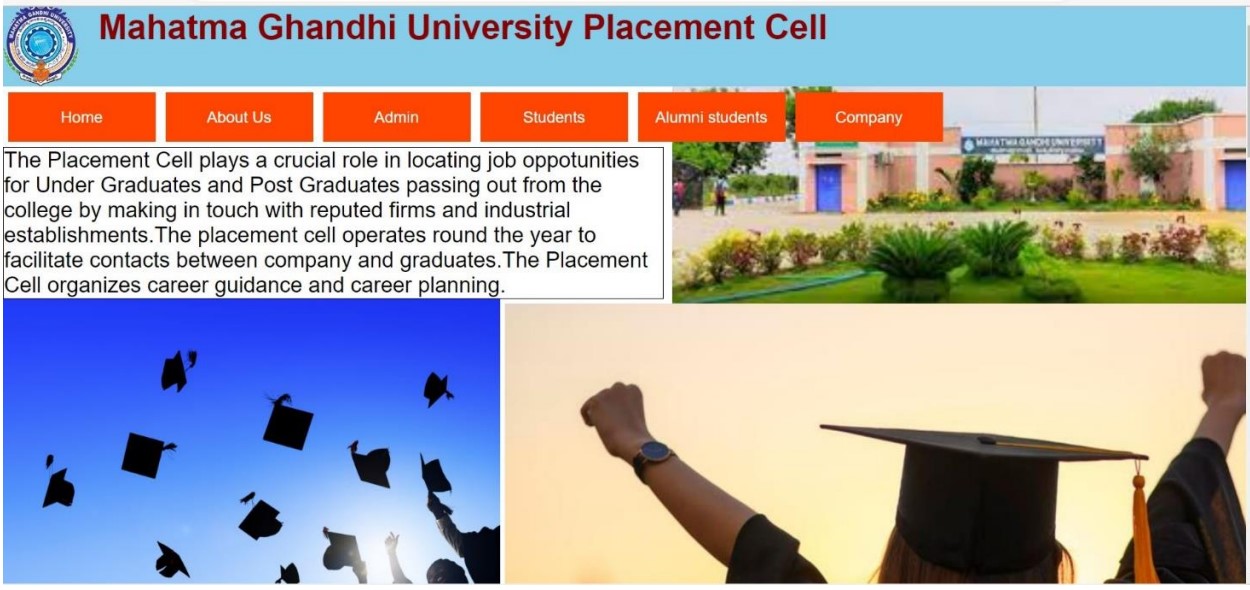 MAHATMA GANDHI UNIVERSITY
Mahatma Ghandhi University Placement Cell
Home
About Us
Admin
Students
Alumni students
Company
MAHATMA GANDHI UNIVERSITY
The Placement Cell plays a crucial role in locating job oppotunities
for Under Graduates and Post Graduates passing out from the
college by making in touch with reputed firms and industrial
establishments.The placement cell operates round the year to
facilitate contacts between company and graduates.The Placement
Cell organizes career guidance and career planning.